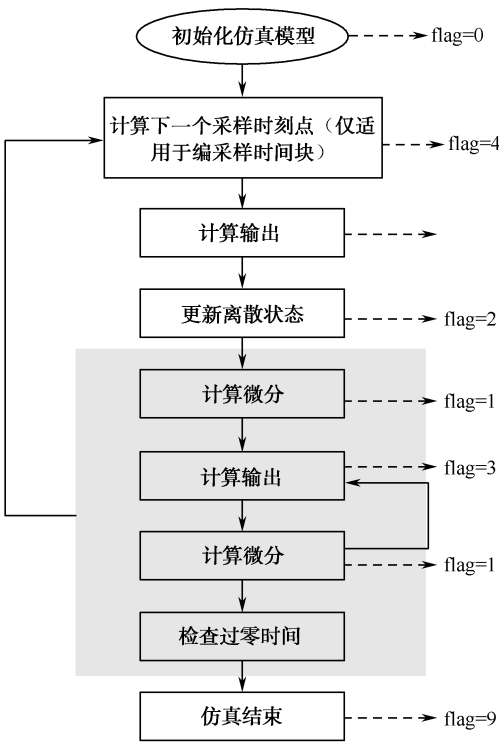 初始化仿真模型
flag=0
计算下一个采样时刻点（仅适
用于编采样时间块）
flag=4
计算输出
更新离散状态
flag=2
计算微分
flag=1
计算输出
flag=3
计算微分
flag=1
检查过零时间
仿真结束
flag=9